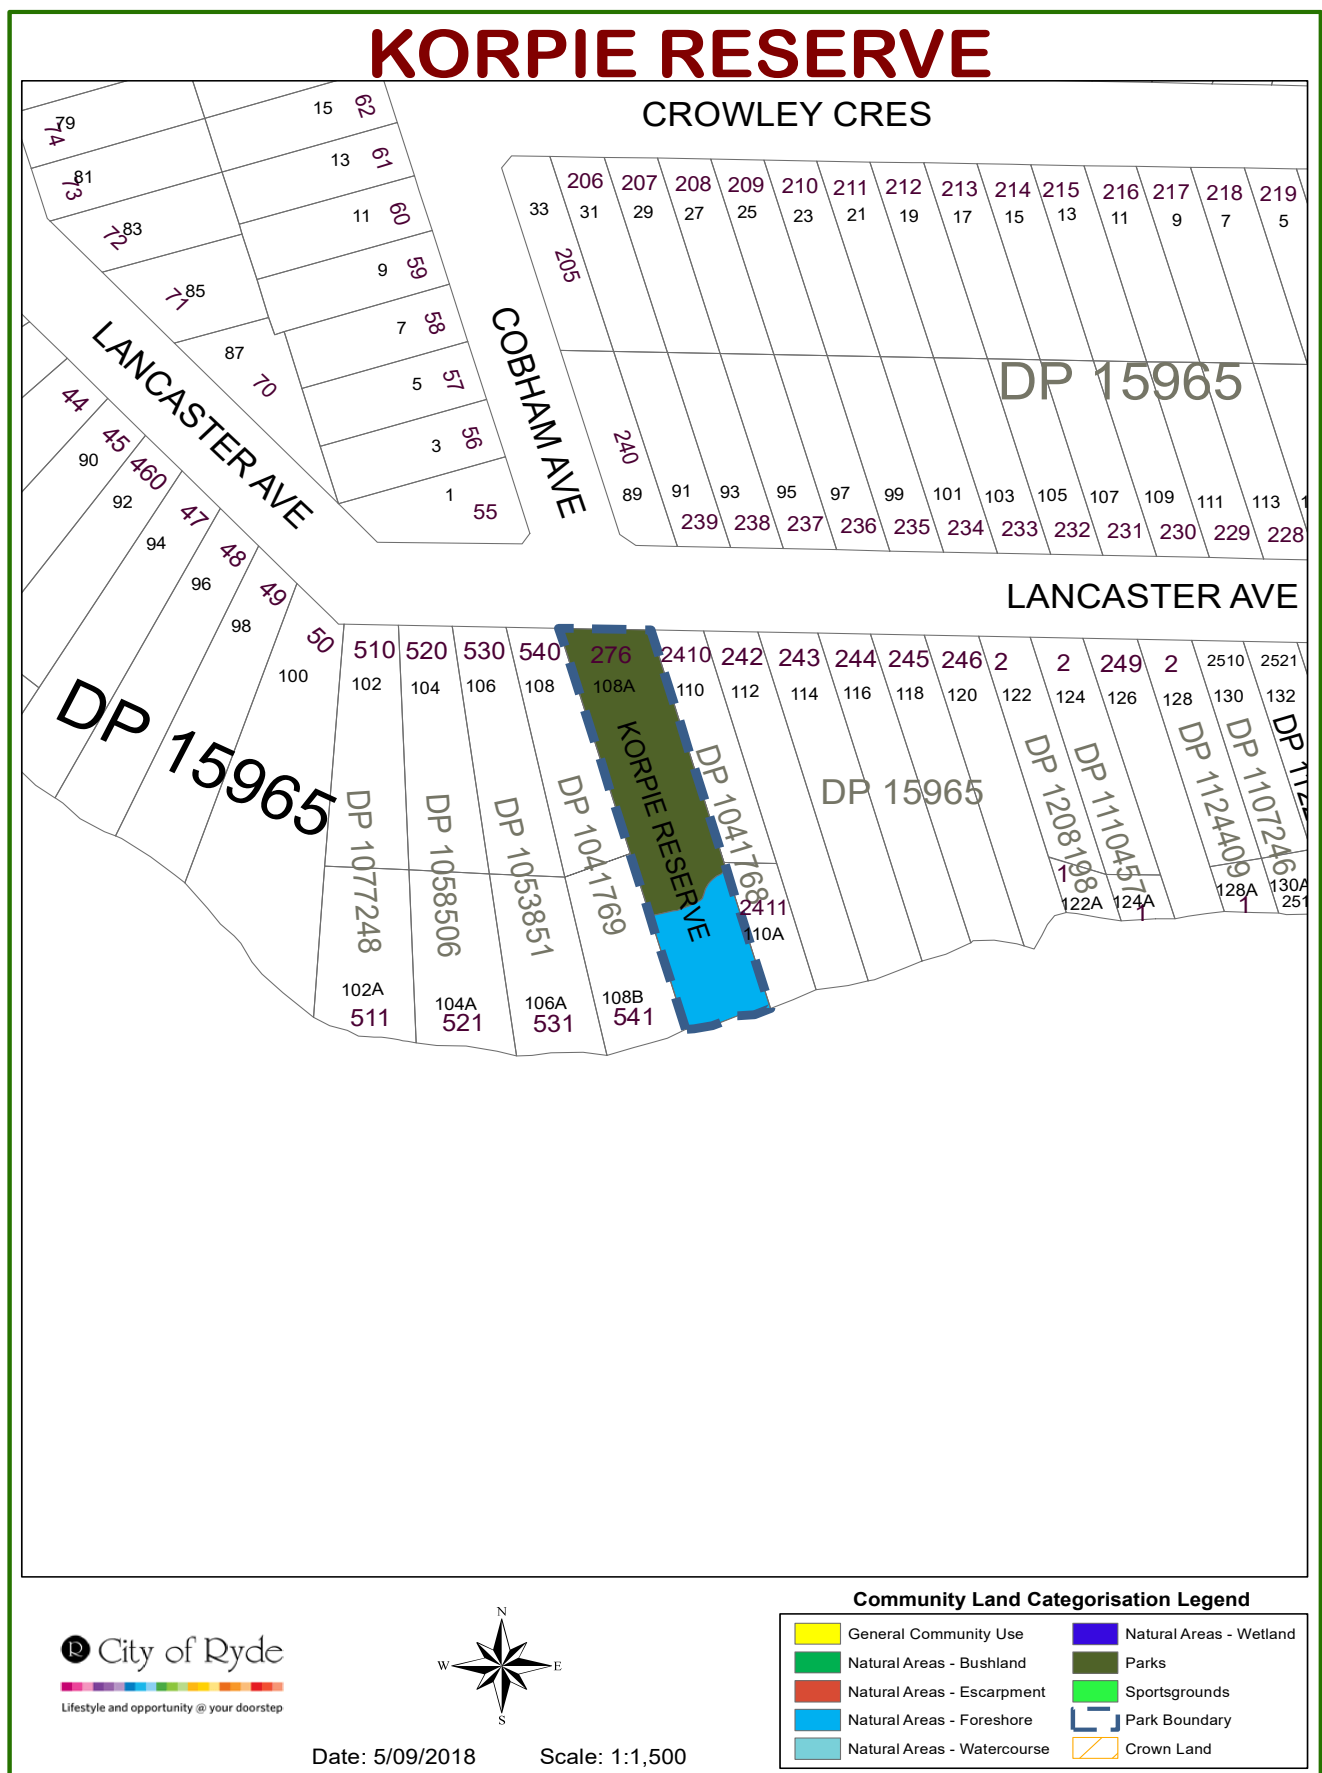 KORPIE RESERVE
CROWLEY CRES
79
74
81
73
83
72
85
71
87
70
15 62
13 61
11 60
9 59
7 58
5 57
3 56
1
55
LANCASTER AVE
COBHAM AVE
33
205
206 207 208 209 210 211 212 213 214 215 216 217 218 219
31 29 27 25 23 21 19 17 15 13 11 9 7 5
DP 15965
240
89 91 93 95 97 99 101 103 105 107 109 111 113
239 238 237 236 235 234 233 232 231 230 229 228
LANCASTER AVE
44
45
90
460
92
47
94
48
96
49
98
50
100
510 520 530 540 276 2410 242 243 244 245 246 2 2 249 2 2510 2521
102 104 106 108 108A 110 112 114 116 118 120 122 124 126 128 130 132
DP 15965
DP 1077248
DP 1058506
DP 1053851
DP 1041769
KORPIE RESERVE
DP 1041768
DP 15965
DP 1208198
DP 1110457
DP 1124409
DP 1107246
1
122A
124A
1
128A
1
130A
251
2411
110A
102A
511
104A
521
106A
531
108B
541
City of Ryde
Lifestyle and opportunity @ your doorstep
N
W E
S
Date: 5/09/2018 Scale: 1:1,500
Community Land Categorisation Legend
General Community Use
Natural Areas - Bushland
Natural Areas - Escarpment
Natural Areas - Foreshore
Natural Areas - Watercourse
Natural Areas - Wetland
Parks
Sportsgrounds
Park Boundary
Crown Land